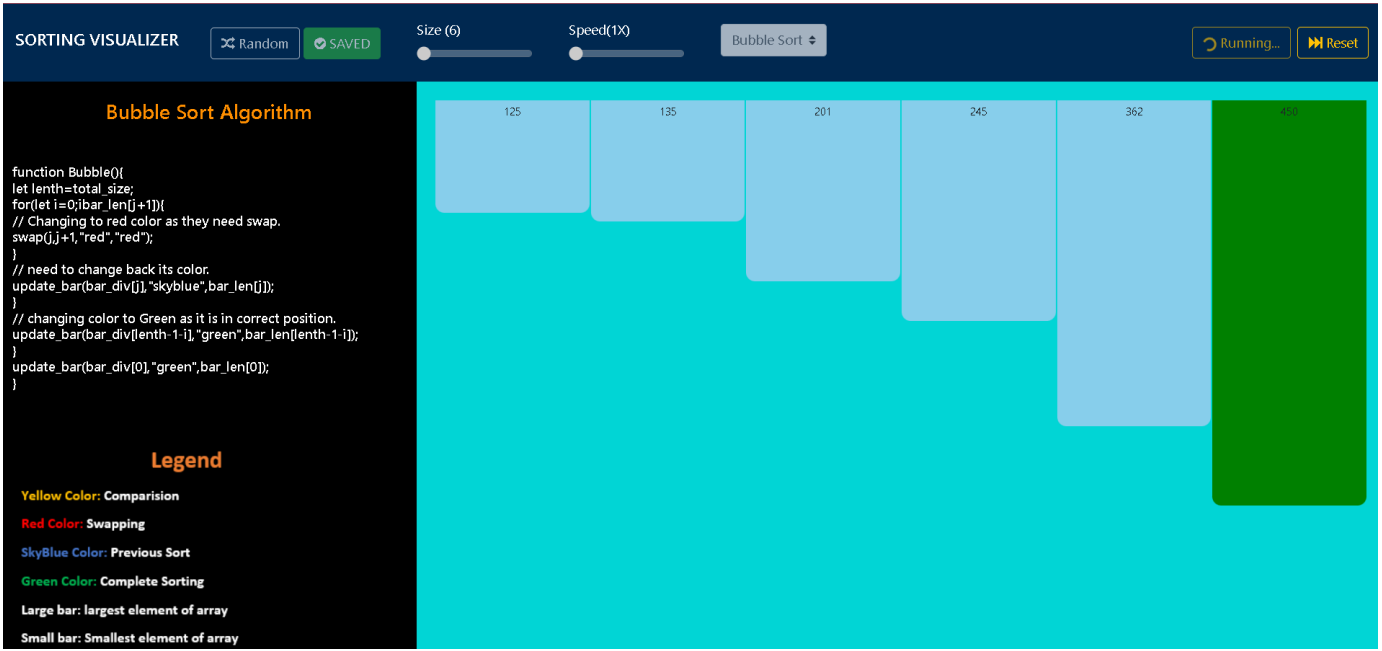 SORTING VISUALIZER
Random
SAVED
Size (6)
Speed(1X)
Bubble Sort
Running...
Reset
Bubble Sort Algorithm
function Bubble(){
let lenth=total_size;
for(let i=0;ibar_len[j+1]){
// Changing to red color as they need swap.
swap(j,j+1,"red","red");
}
// need to change back its color.
update_bar(bar_div[j],"skyblue",bar_len[j]);
}
// changing color to Green as it is in correct position.
update_bar(bar_div[lenth-1-i],"green",bar_len[lenth-1-i]);
}
update_bar(bar_div[0],"green",bar_len[0]);
}
Legend
Yellow Color: Comparision
Red Color: Swapping
SkyBlue Color: Previous Sort
Green Color: Complete Sorting
Large bar: largest element of array
Small bar: Smallest element of array
125 135 201 245 362 450